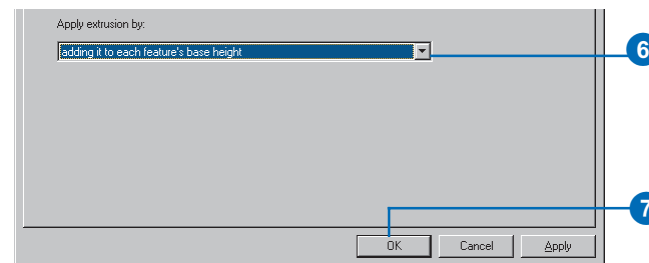 Apply extrusion by:
adding it to each feature's base height
6
7
OK Cancel Apply